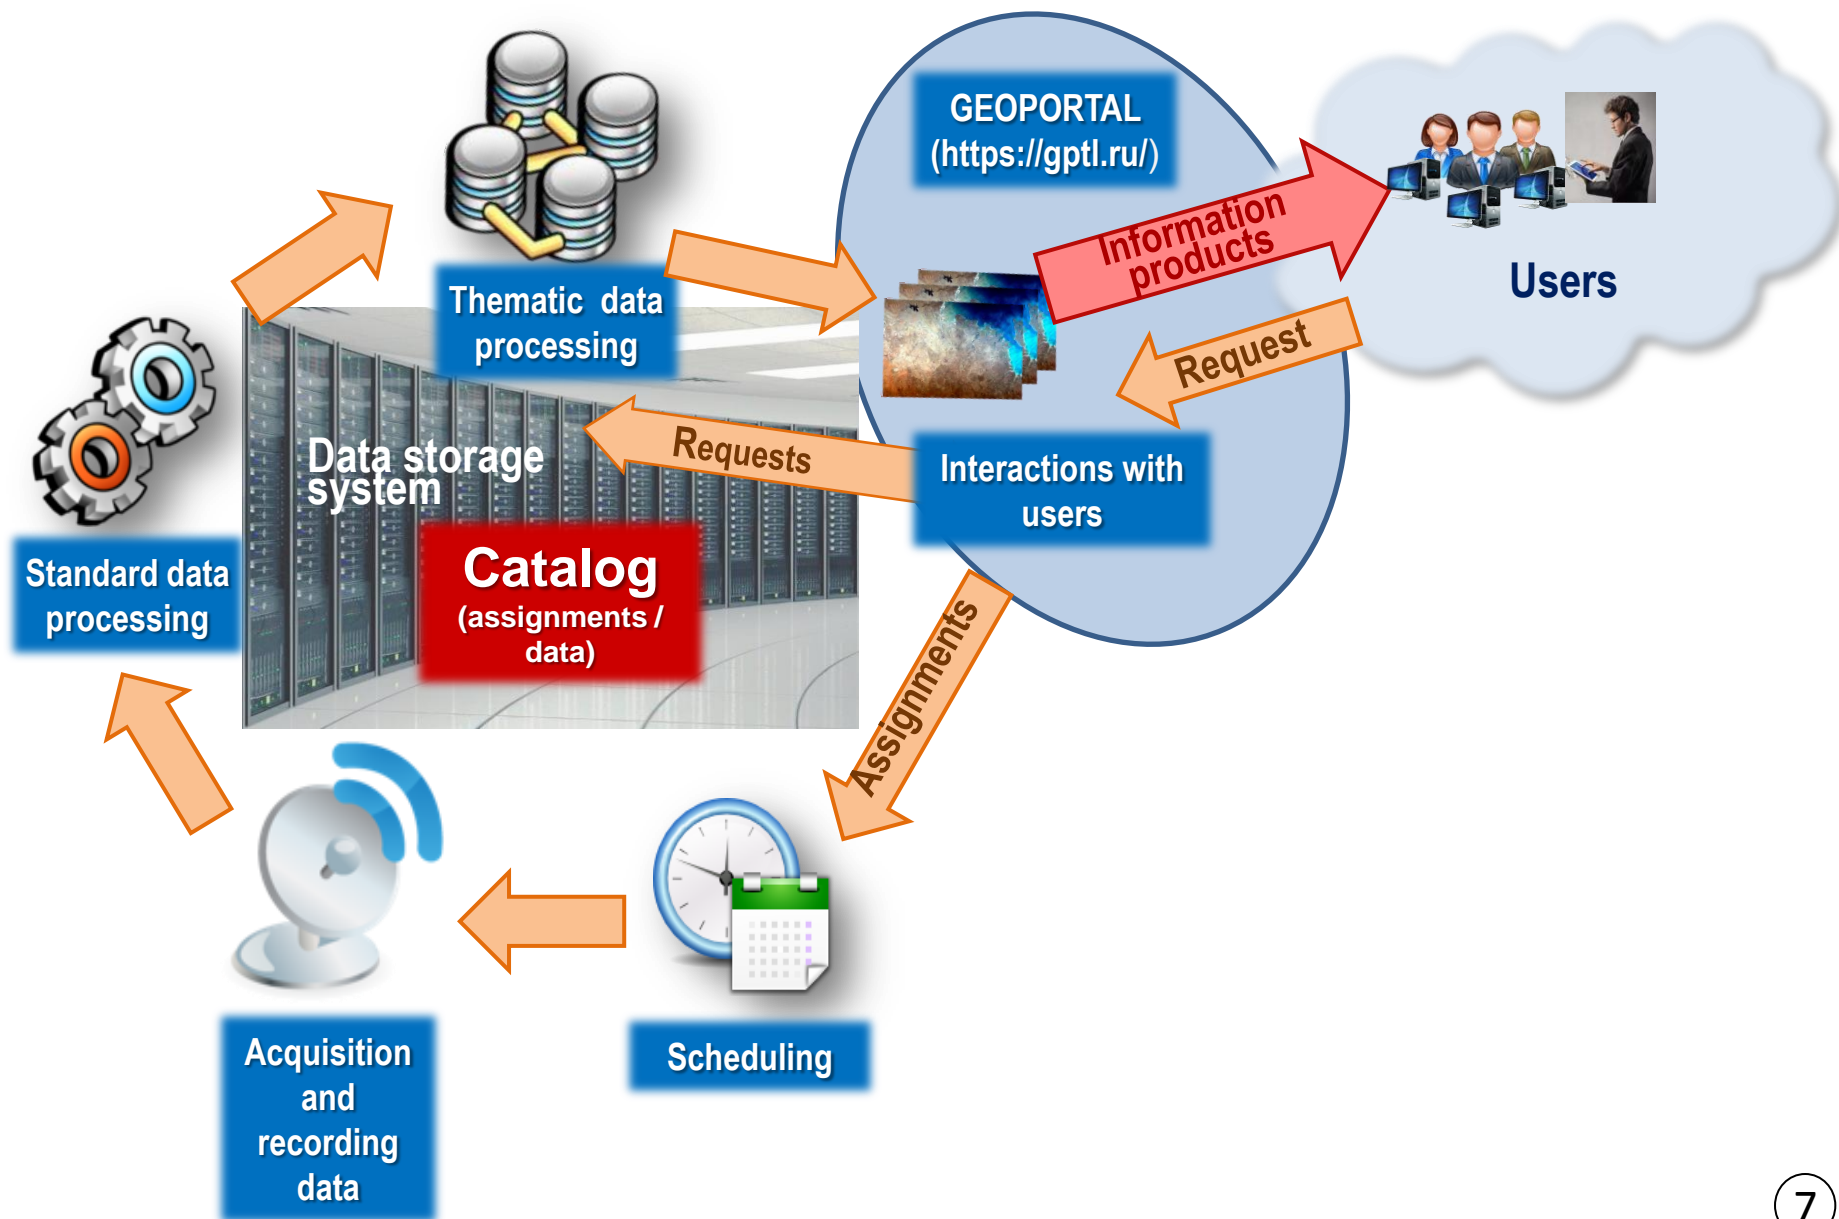 GEOPORTAL
(https://gptl.ru/)
Information
products
Users
Request
Thematic data
processing
Data storage
system
Requests
Interactions with
users
Catalog
(assignments /
data)
Standard data
processing
Assignments
Acquisition
and
recording
data
Scheduling
7